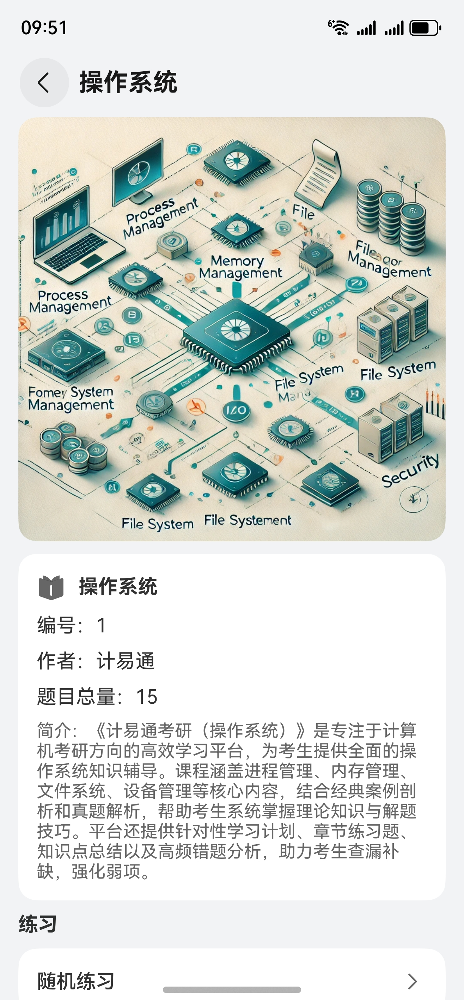 09:51
操作系统
Process
Management
File
Memory
Management
Management
Process
Management
File System
File System
Fomey System
Management
I/O
Security
File System
File Systement
操作系统
编号：1
作者：计易通
题目总量：15
简介：《计易通考研（操作系统）》是专注于计算
机考研方向的高效学习平台，为考生提供全面的操
作系统知识辅导。课程涵盖进程管理、内存管理、
文件系统、设备管理等核心内容，结合经典案例剖
析和真题解析，帮助考生系统掌握理论知识与解题
技巧。平台还提供针对性学习计划、章节练习题、
知识点总结以及高频错题分析，助力考生查漏补
缺，强化弱项。
练习
随机练习